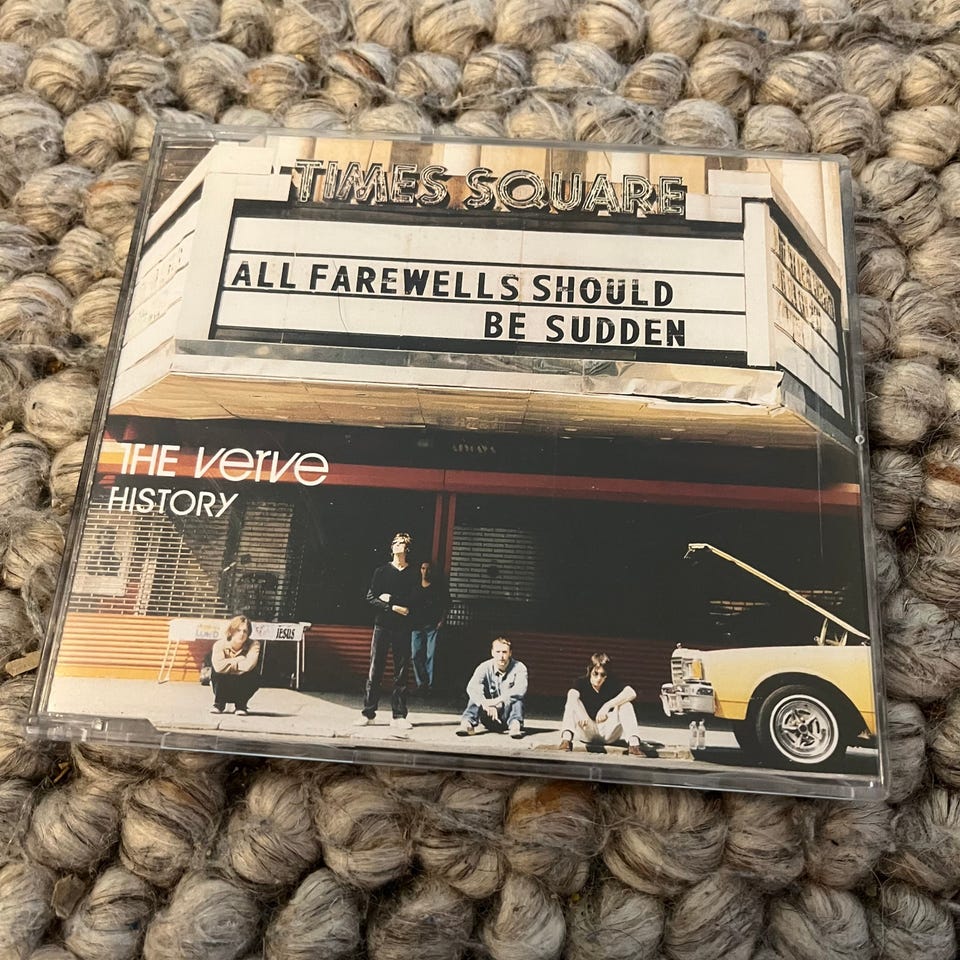 TIMES SQUARE
ALL FAREWELLS SHOULD
BE SUDDEN
THE verve
HISTORY
JESUS